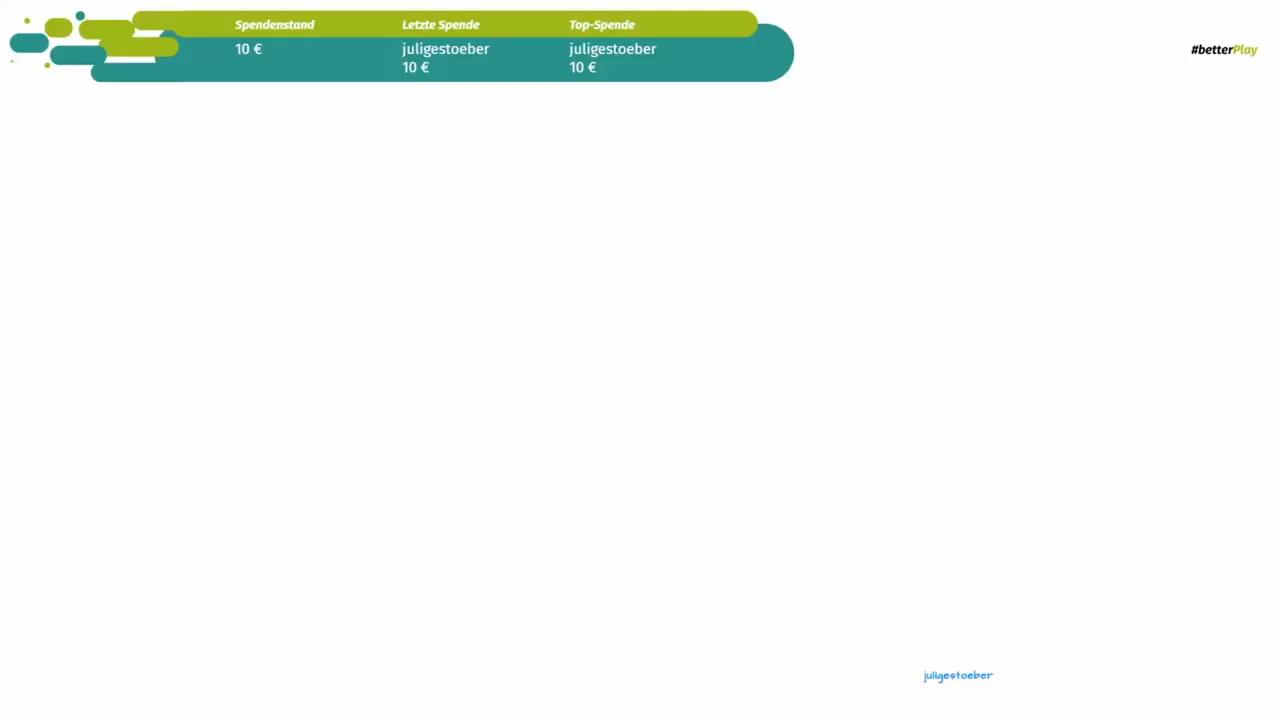 Spendenstand Letzte Spende Top-Spende
10 € juligestoeber juligestoeber
10 € 10 €
#betterPlay
juligestoeber